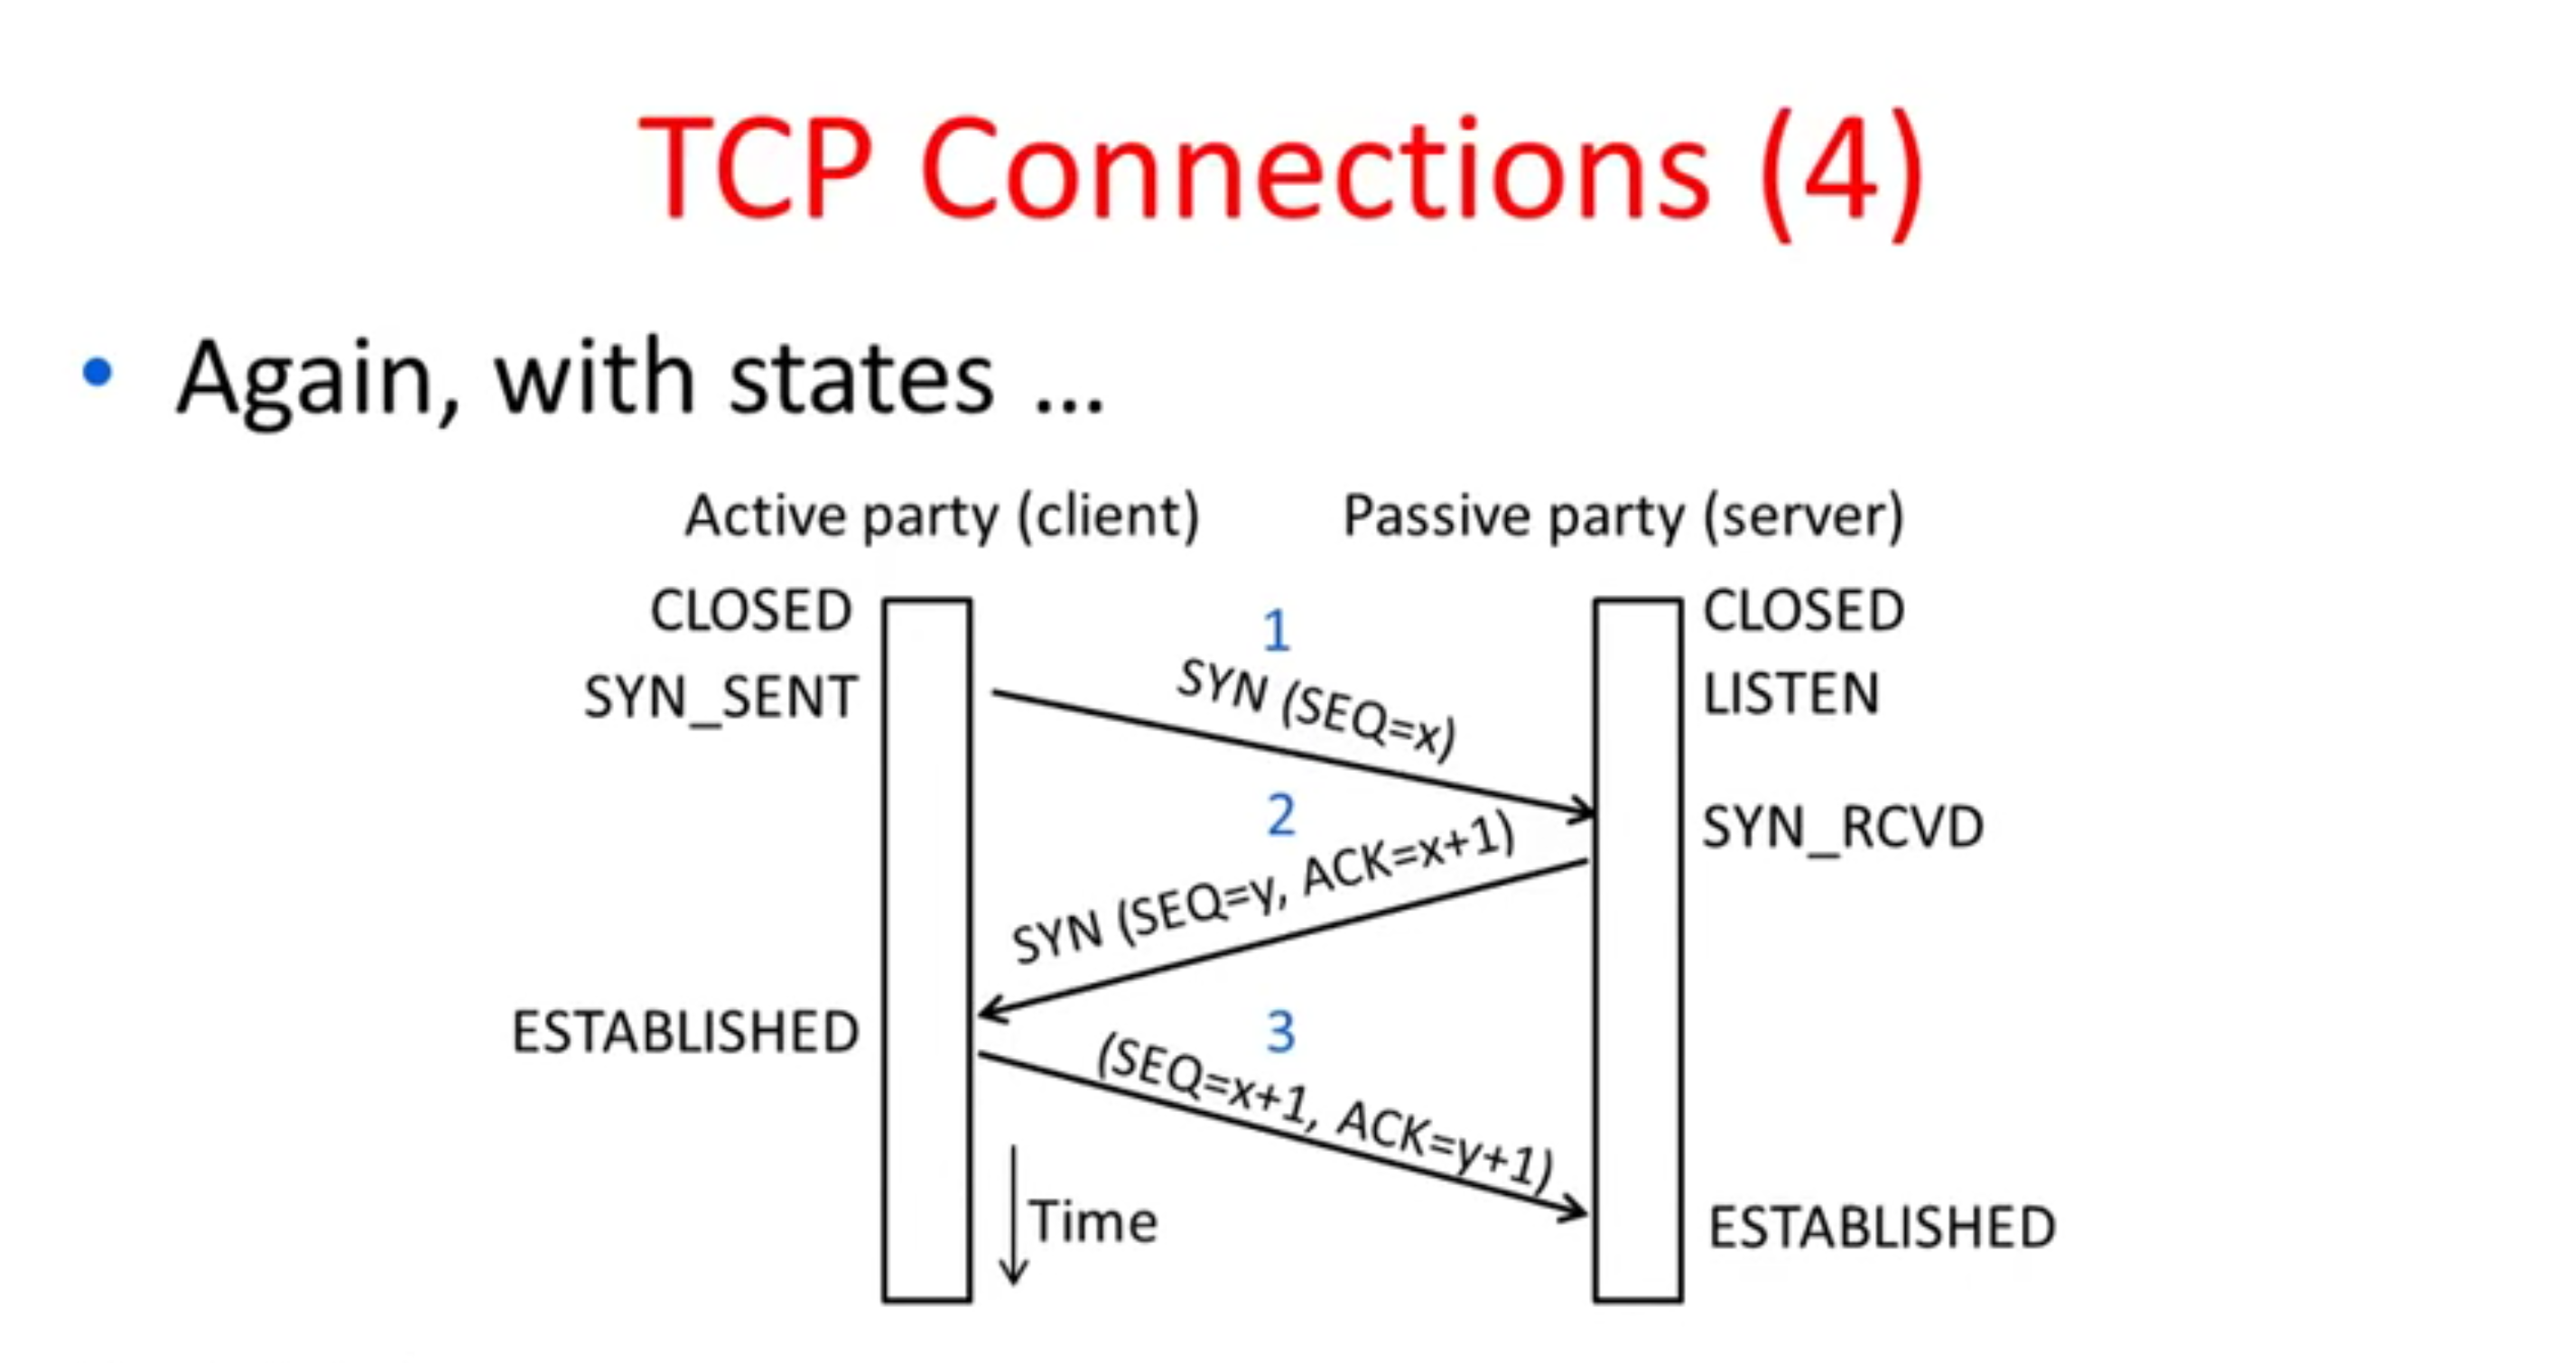 TCP Connections (4)
• Again, with states ...
Active party (client)
Passive party (server)
CLOSED
CLOSED
1
SYN_SENT
SYN (SEQ=x)
LISTEN
2
SYN_RCVD
SYN (SEQ=y, ACK=x+1)
ESTABLISHED
3
(SEQ=x+1, ACK=y+1)
Time
ESTABLISHED